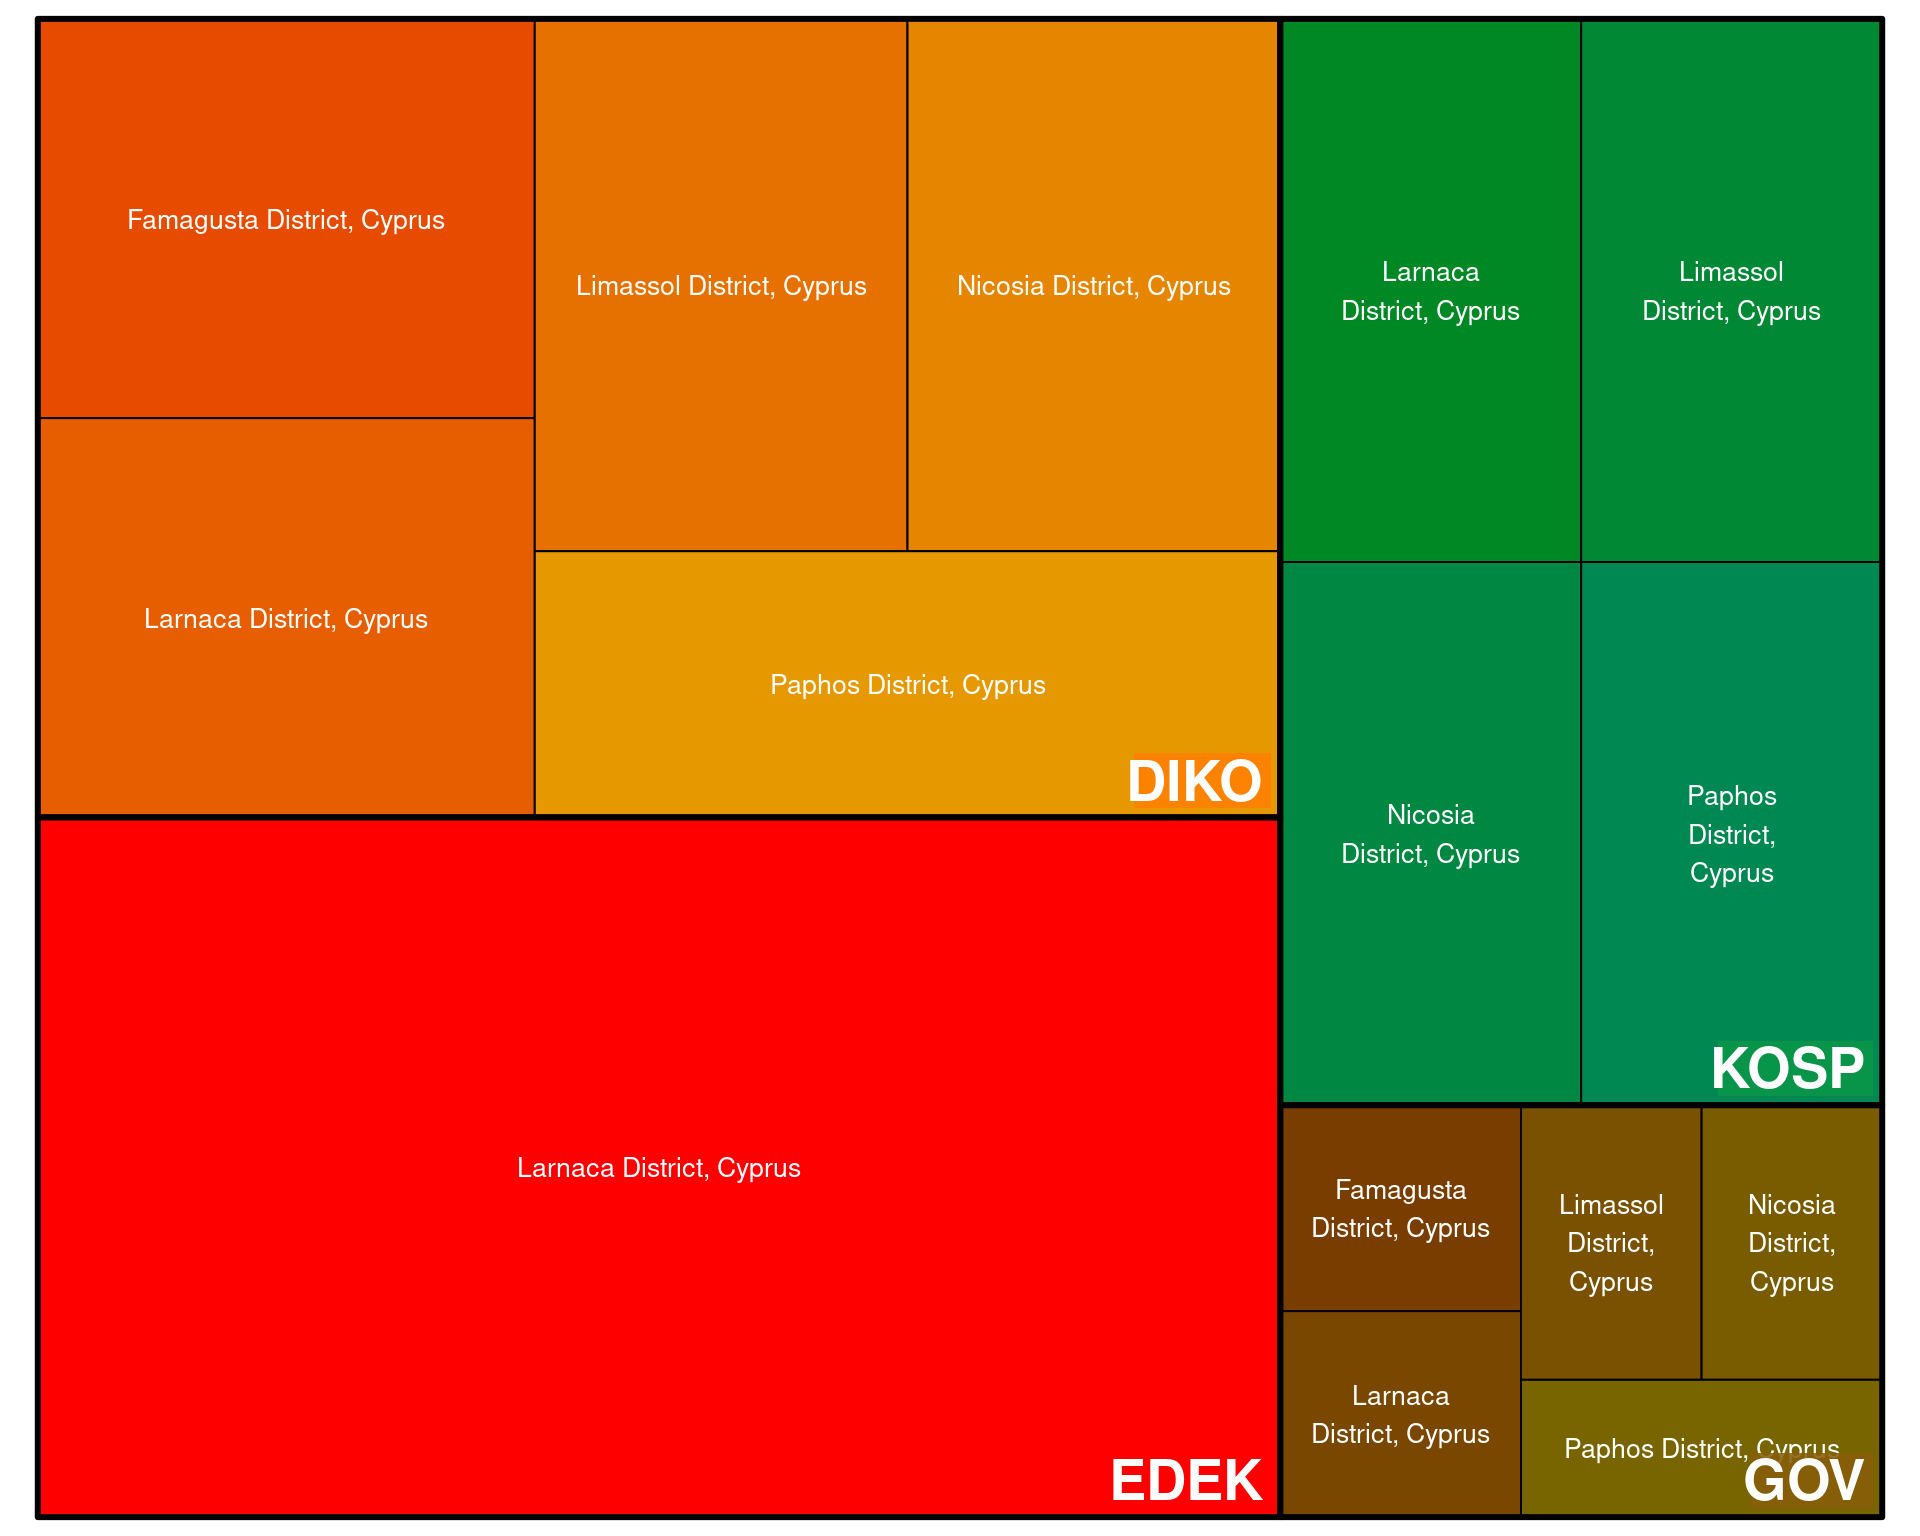 Famagusta District, Cyprus
Larnaca District, Cyprus
Limassol District, Cyprus
Nicosia District, Cyprus
Paphos District, Cyprus
DIKO
Larnaca District, Cyprus
EDEK
Larnaca
District, Cyprus
Limassol
District, Cyprus
Nicosia
District, Cyprus
Paphos
District,
Cyprus
KOSP
Famagusta
District, Cyprus
Larnaca
District, Cyprus
Limassol
District,
Cyprus
Nicosia
District,
Cyprus
Paphos District, Cyprus
GOV